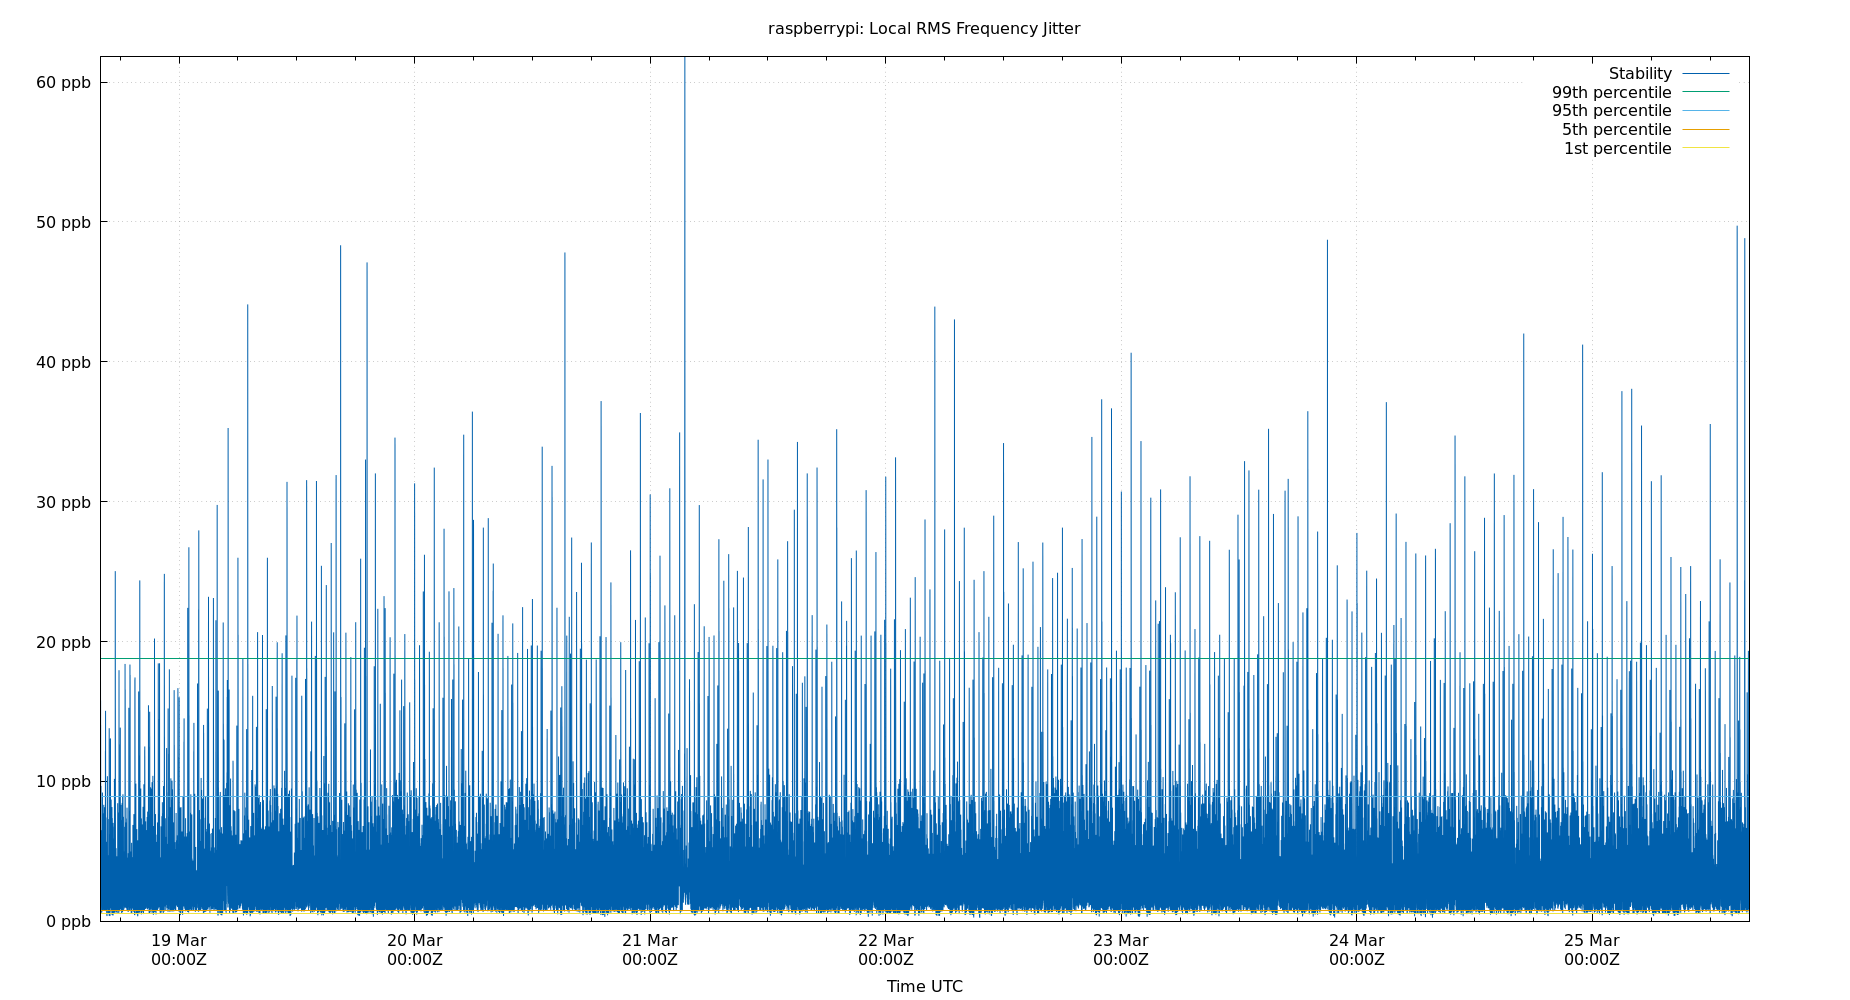 raspberrypi: Local RMS Frequency Jitter
60 ppb
50 ppb
40 ppb
30 ppb
20 ppb
10 ppb
0 ppb
Stability
99th percentile
95th percentile
5th percentile
1st percentile
19 Mar 20 Mar 21 Mar 22 Mar 23 Mar 24 Mar 25 Mar
00:00Z 00:00Z 00:00Z 00:00Z 00:00Z 00:00Z 00:00Z
Time UTC